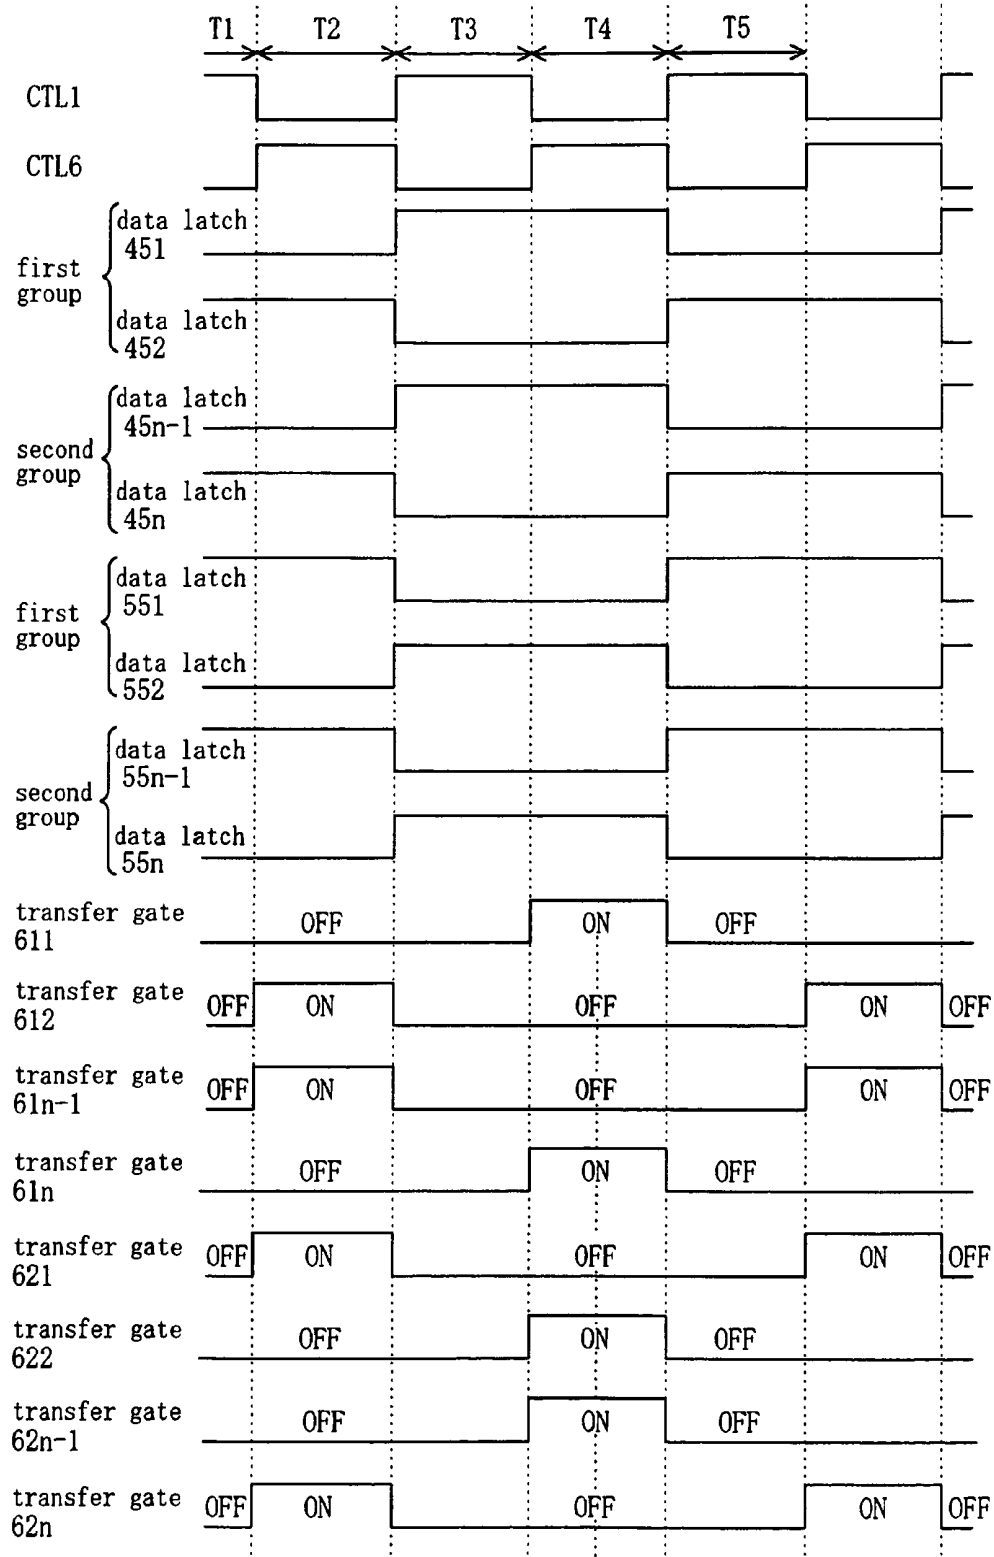 T1 T2 T3 T4 T5
CTL1
CTL6
first
group
data latch
451
data latch
452
second
group
data latch
45n-1
data latch
45n
first
group
data latch
551
data latch
552
second
group
data latch
55n-1
data latch
55n
transfer gate
611
OFF ON OFF
transfer gate
612
OFF ON OFF ON OFF
transfer gate
61n-1
OFF ON OFF ON OFF
transfer gate
61n
OFF ON OFF
transfer gate
621
OFF ON OFF ON OFF
transfer gate
622
OFF ON OFF
transfer gate
62n-1
OFF ON OFF
transfer gate
62n
OFF ON OFF ON OFF